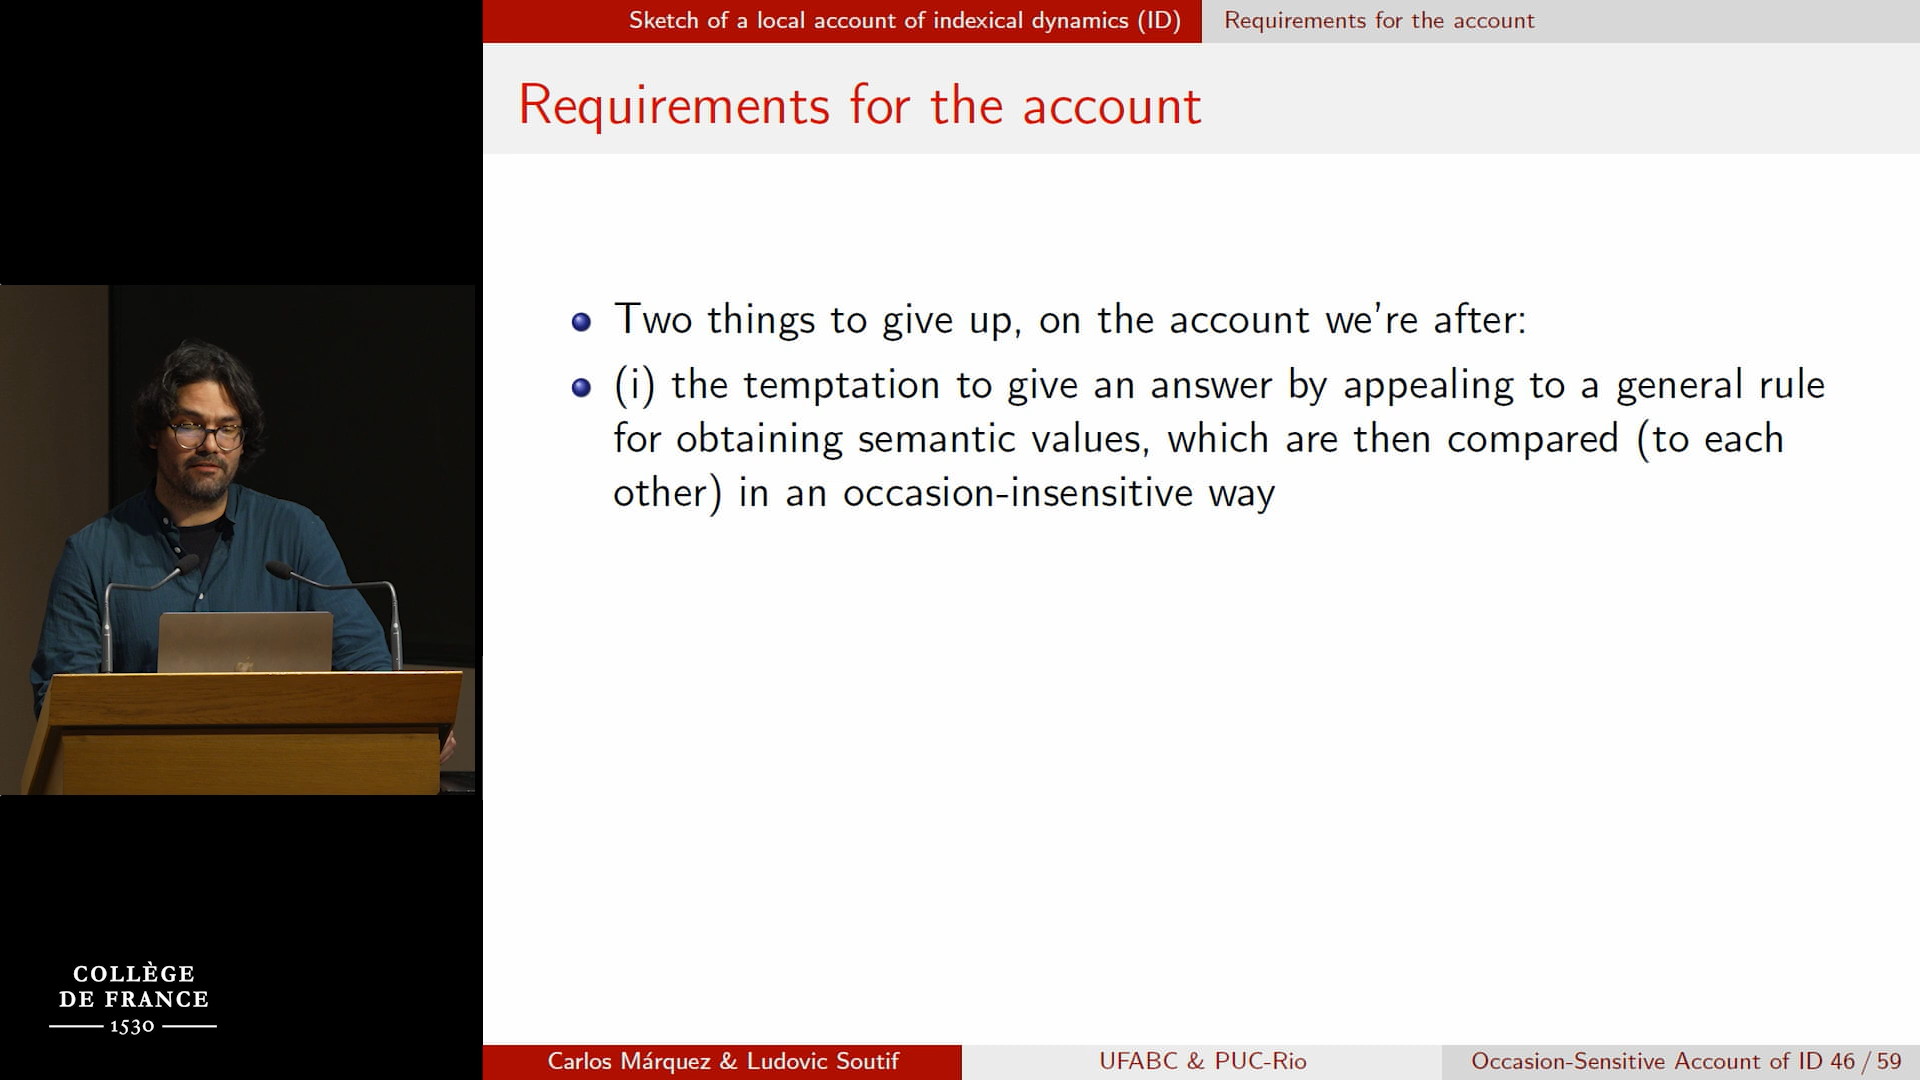 Sketch of a local account of indexical dynamics (ID)
Requirements for the account
Requirements for the account
Two things to give up, on the account we're after:
(i) the temptation to give an answer by appealing to a general rule
for obtaining semantic values, which are then compared (to each
other) in an occasion-insensitive way
COLLÈGE
DE FRANCE
1530
Carlos Márquez & Ludovic Soutif
UFABC & PUC-Rio
Occasion-Sensitive Account of ID 46 / 59